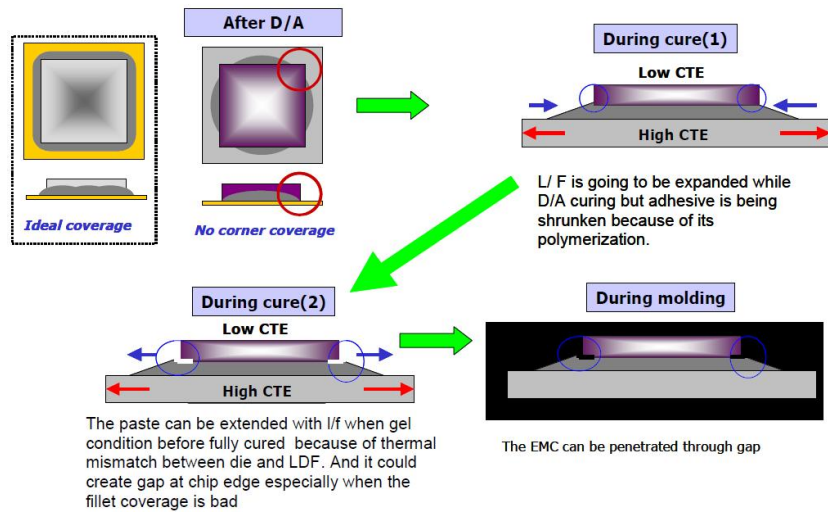 After D/A
Ideal coverage
No corner coverage
During cure(1)
Low CTE
High CTE
L/ F is going to be expanded while
D/A curing but adhesive is being
shrunken because of its
polymerization.
During cure(2)
Low CTE
High CTE
The paste can be extended with l/f when gel
condition before fully cured because of thermal
mismatch between die and LDF. And it could
create gap at chip edge especially when the
fillet coverage is bad
During molding
The EMC can be penetrated through gap